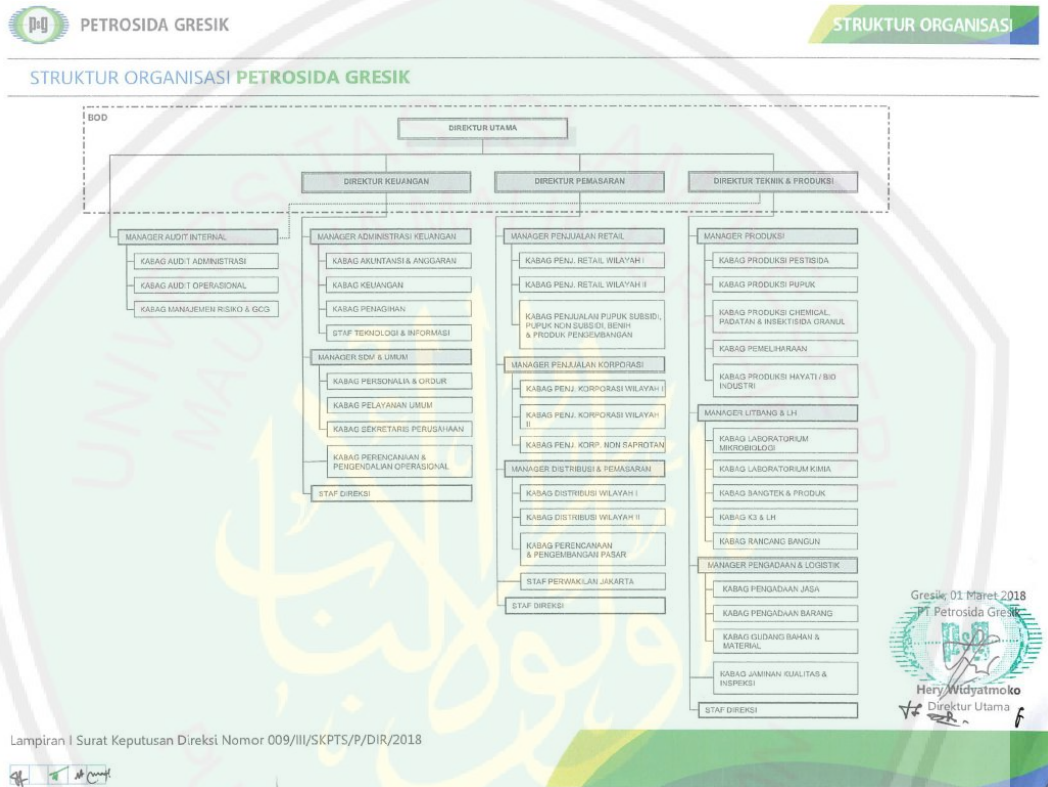 PETROSIDA GRESIK
STRUKTUR ORGANISASI
STRUKTUR ORGANISASI PETROSIDA GRESIK
BOD
DIREKTUR UTAMA
DIREKTUR KEUANGAN
DIREKTUR PEMASARAN
DIREKTUR TEKNIK & PRODUKSI
MANAGER AUDIT INTERNAL
KABAG AUDIT ADMINISTRASI
KABAG AUDIT OPERASIONAL
KABAG MANAJEMEN RISIKO & GCG
MANAGER ADMINISTRASI KEUANGAN
KABAG AKUNTANSI & ANGGARAN
KABAG KEUANGAN
KABAG PENAGIHAN
STAF TEKNOLOGI & INFORMASI
MANAGER SDM & UMUM
KABAG PERSONALIA & ORDUR
KABAG PELAYANAN UMUM
KABAG SEKRETARIS PERUSAHAAN
KABAG PERENCANAAN &
PENGENDALIAN OPERASIONAL
STAF DIREKSI
MANAGER PENJUALAN RETAIL
KABAG PENJ. RETAIL WILAYAH I
KABAG PENJ. RETAIL WILAYAH II
KABAG PENJUALAN PUPUK SUBSIDI,
PUPUK NON SUBSIDI, BENIH
& PRODUK PENGEMBANGAN
MANAGER PENJUALAN KORPORASI
KABAG PENJ. KORPORASI WILAYAH I
KABAG PENJ. KORPORASI WILAYAH
II
KABAG PENJ. KORP. NON SAPROTAN
MANAGER DISTRIBUSI & PEMASARAN
KABAG DISTRIBUSI WILAYAH I
KABAG DISTRIBUSI WILAYAH II
KABAG PERENCANAAN
& PENGEMBANGAN PASAR
STAF PERWAKILAN JAKARTA
STAF DIREKSI
MANAGER PRODUKSI
KABAG PRODUKSI PESTISIDA
KABAG PRODUKSI PUPUK
KABAG PRODUKSI CHEMICAL,
PADATAN & INSEKTISIDA GRANUL
KABAG PEMELIHARAAN
KABAG PRODUKSI HAYATI / BIO
INDUSTRI
MANAGER LITBANG & LH
KABAG LABORATORIUM
MIKROBIOLOGI
KABAG LABORATORIUM KIMIA
KABAG BANGTEK & PRODUK
KABAG K3 & LH
KABAG RANCANG BANGUN
MANAGER PENGADAAN & LOGISTIK
KABAG PENGADAAN JASA
KABAG PENGADAAN BARANG
KABAG GUDANG BAHAN &
MATERIAL
KABAG JAMINAN KUALITAS &
INSPEKSI
STAF DIREKSI
Gresik, 01 Maret 2018
PT Petrosida Gresik
Hery Widyatmoko
Direktur Utama
Lampiran I Surat Keputusan Direksi Nomor 009/III/SKPTS/P/DIR/2018